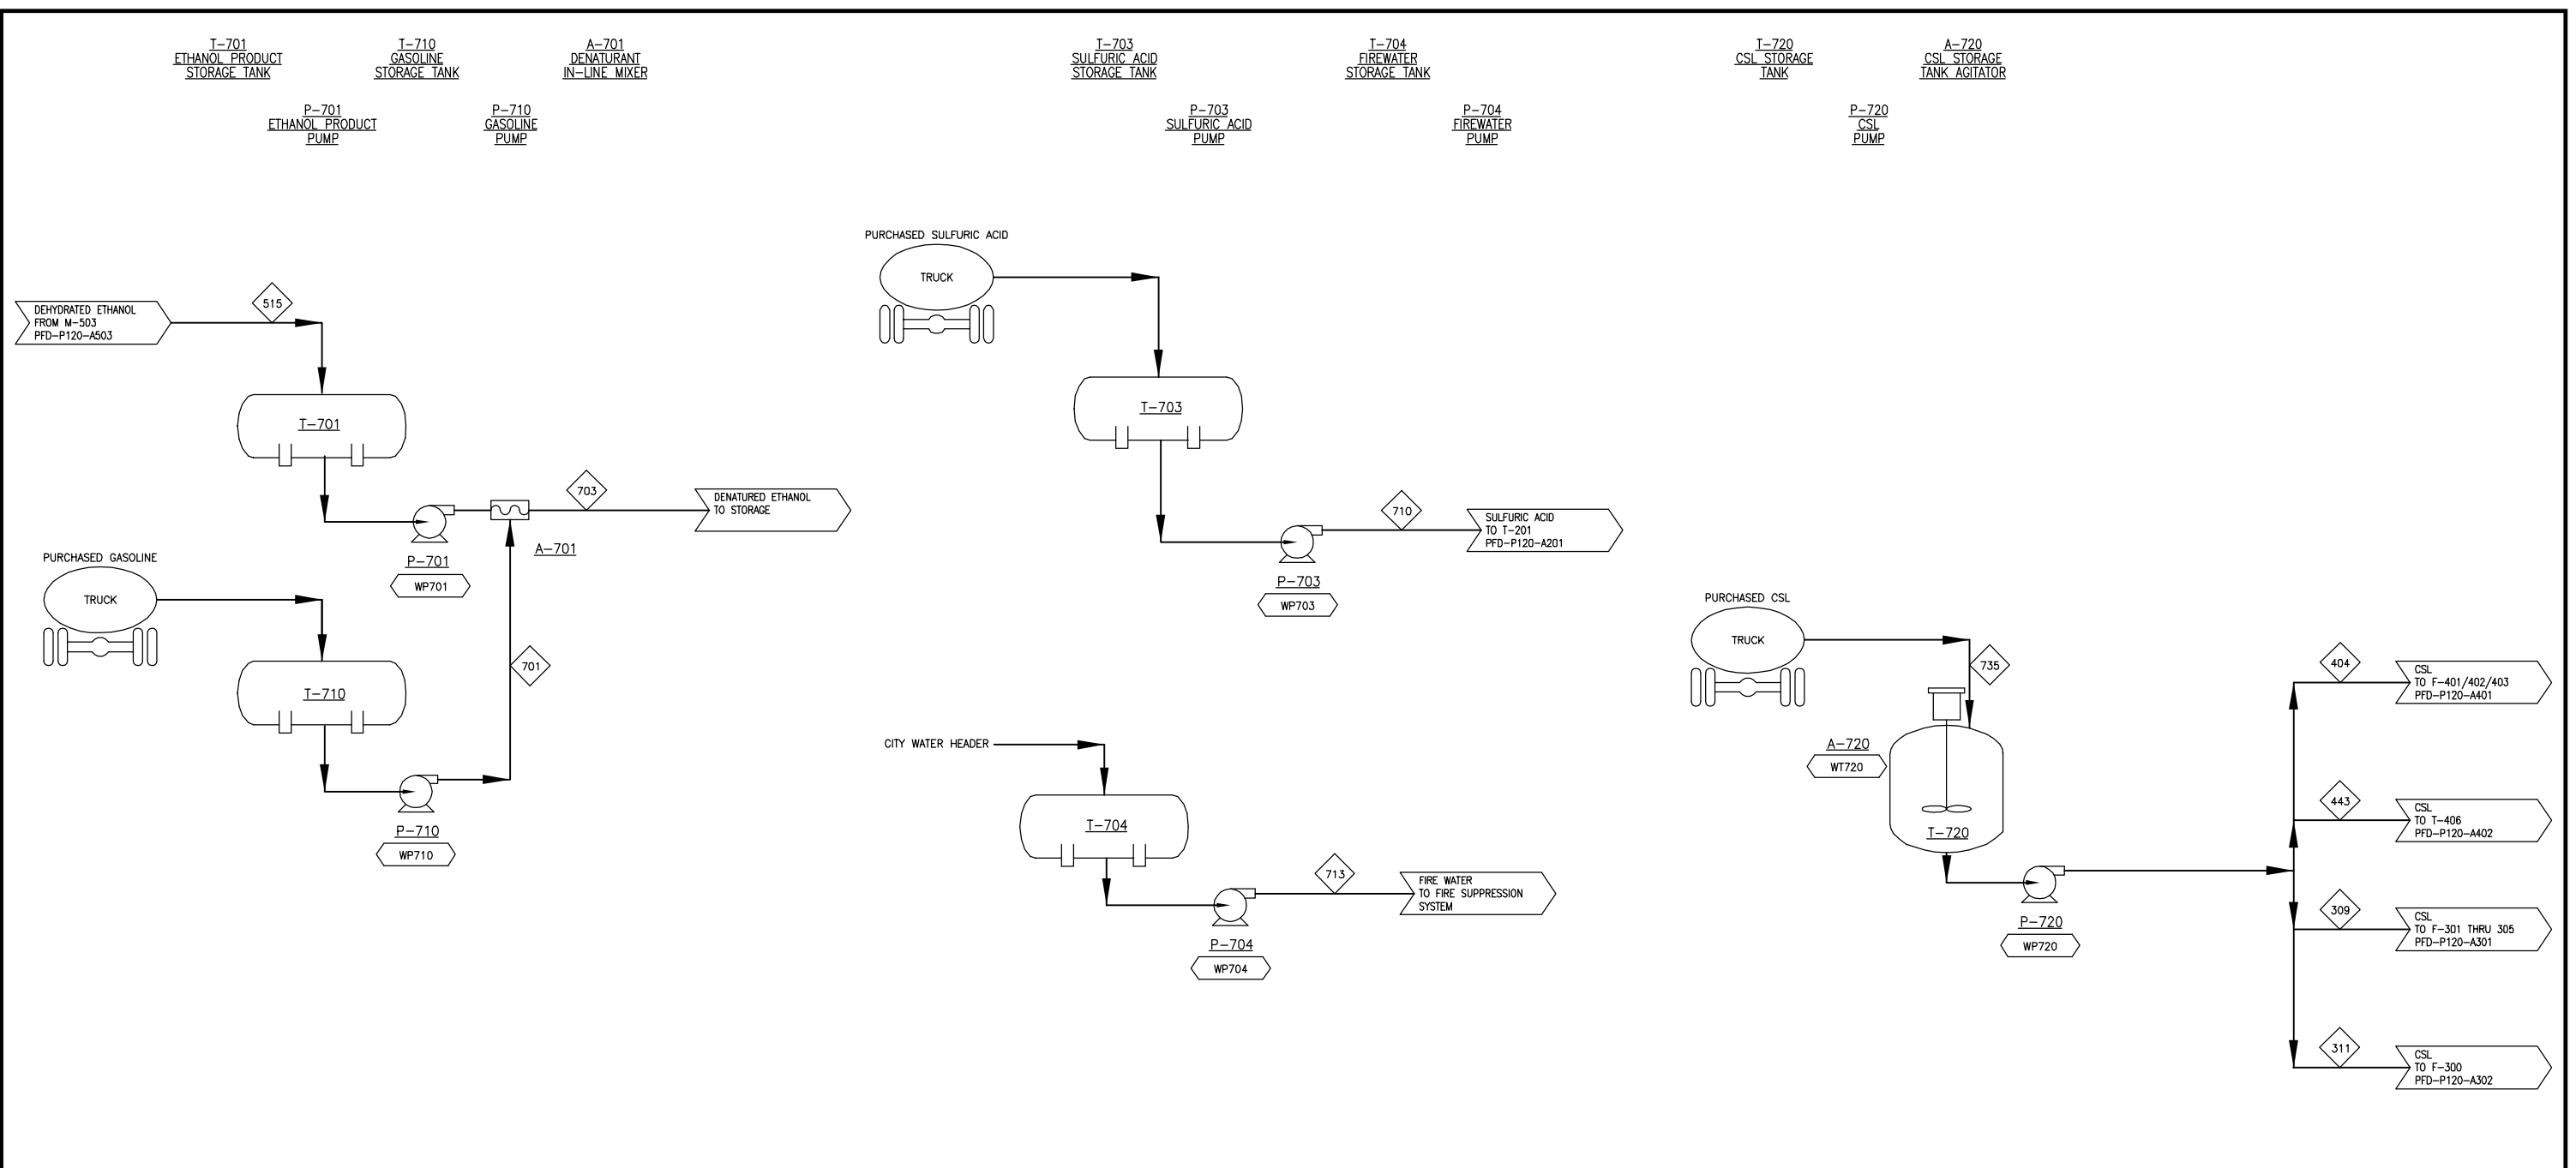 T-701
ETHANOL PRODUCT
STORAGE TANK
T-710
GASOLINE
STORAGE TANK
A-701
DENATURANT
IN-LINE MIXER
T-703
SULFURIC ACID
STORAGE TANK
T-704
FIREWATER
STORAGE TANK
T-720
CSL STORAGE
TANK
A-720
CSL STORAGE
TANK AGITATOR
P-701
ETHANOL PRODUCT
PUMP
P-710
GASOLINE
PUMP
P-703
SULFURIC ACID
PUMP
P-704
FIREWATER
PUMP
P-720
CSL
PUMP
DEHYDRATED ETHANOL
FROM M-503
PFD-P120-A503
515
T-701
P-701
WP701
A-701
703
DENATURED ETHANOL
TO STORAGE
PURCHASED GASOLINE
TRUCK
T-710
701
P-710
WP710
PURCHASED SULFURIC ACID
TRUCK
T-703
P-703
WP703
710
SULFURIC ACID
TO T-201
PFD-P120-A201
CITY WATER HEADER
T-704
P-704
WP704
713
FIRE WATER
TO FIRE SUPPRESSION
SYSTEM
PURCHASED CSL
TRUCK
735
A-720
WT720
T-720
P-720
WP720
404
CSL
TO F-401/402/403
PFD-P120-A401
443
CSL
TO T-406
PFD-P120-A402
309
CSL
TO F-301 THRU 305
PFD-P120-A301
311
CSL
TO F-300
PFD-P120-A302